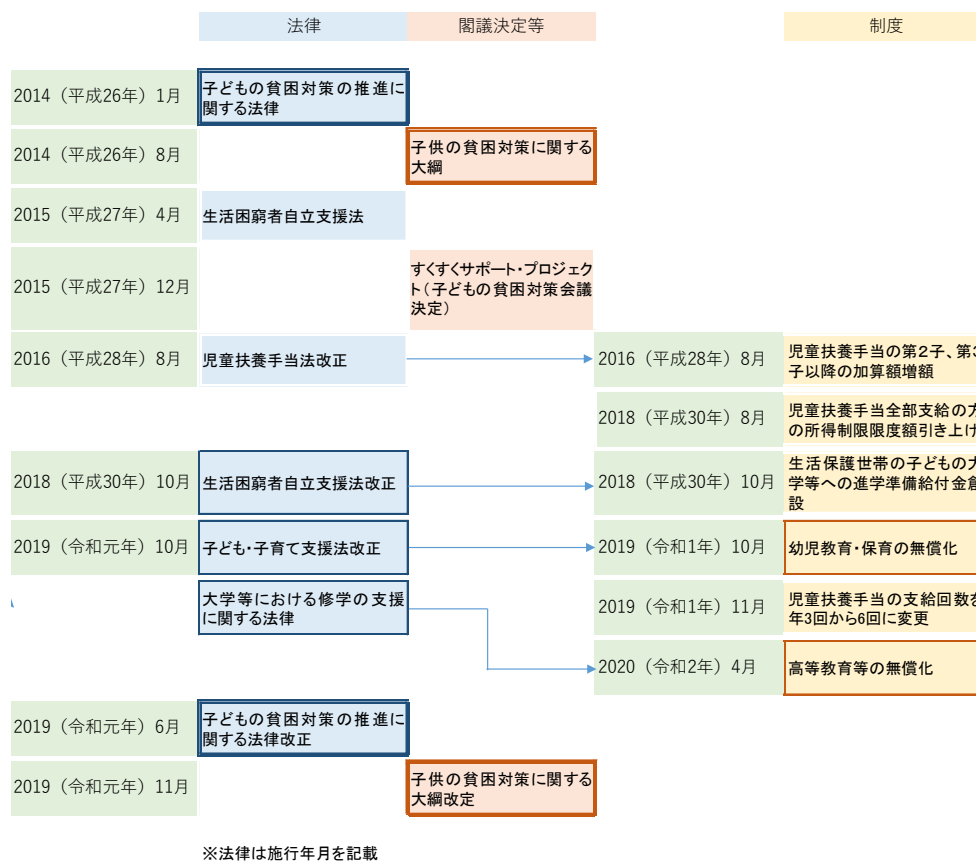 法律 閣議決定等 制度
2014（平成26年）1月
子どもの貧困対策の推進に
関する法律
2014（平成26年）8月
子供の貧困対策に関する
大綱
2015（平成27年）4月
生活困窮者自立支援法
2015（平成27年）12月
すくすくサポート・プロジェク
ト（子どもの貧困対策会議
決定）
2016（平成28年）8月
児童扶養手当法改正
2016（平成28年）8月
児童扶養手当の第2子、第3
子以降の加算額増額
2018（平成30年）8月
児童扶養手当全部支給の方
の所得制限限度額引き上げ
2018（平成30年）10月
生活困窮者自立支援法改正
2018（平成30年）10月
生活保護世帯の子どもの大
学等への進学準備給付金創
設
2019（令和元年）10月
子ども・子育て支援法改正
2019（令和1年）10月
幼児教育・保育の無償化
大学等における修学の支援
に関する法律
2019（令和1年）11月
児童扶養手当の支給回数を
年3回から6回に変更
2020（令和2年）4月
高等教育等の無償化
2019（令和元年）6月
子どもの貧困対策の推進に
関する法律改正
2019（令和元年）11月
子供の貧困対策に関する
大綱改定
※法律は施行年月を記載